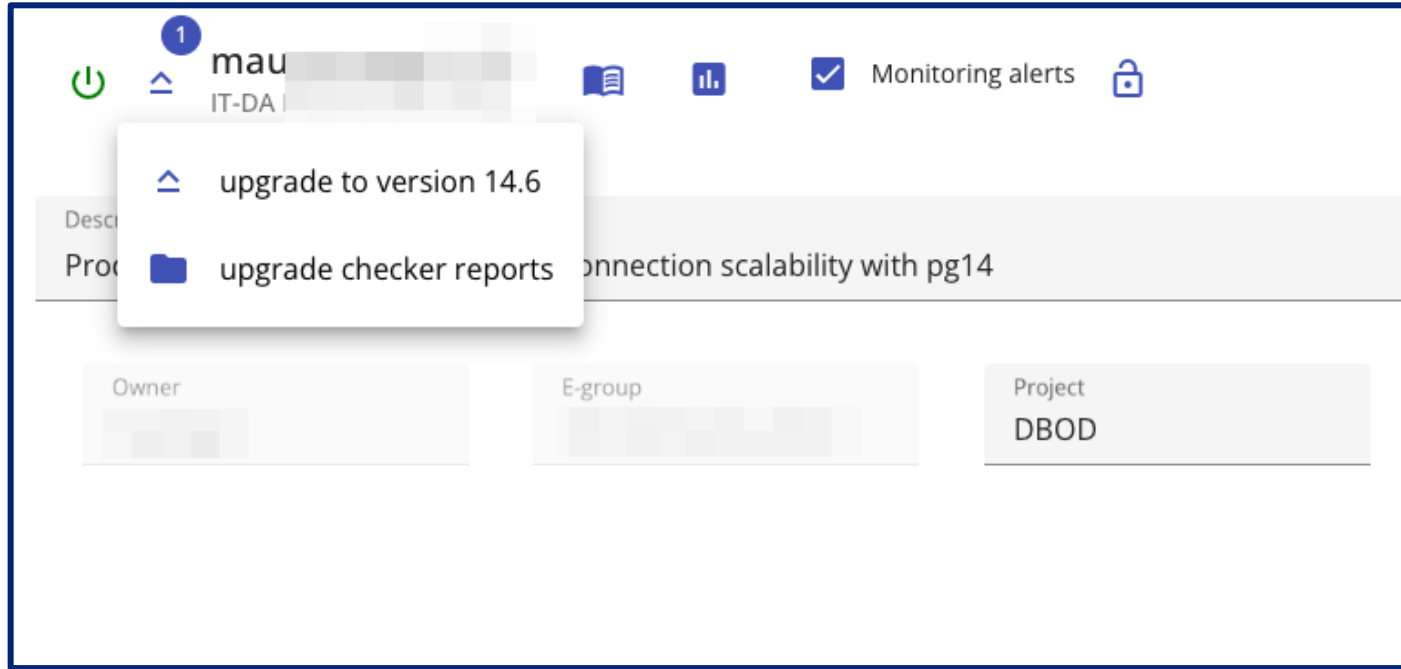 1
mau
IT-DA
Monitoring alerts
upgrade to version 14.6
upgrade checker reports
Descr
Proc onnection scalability with pg14
Owner
E-group
Project
DBOD